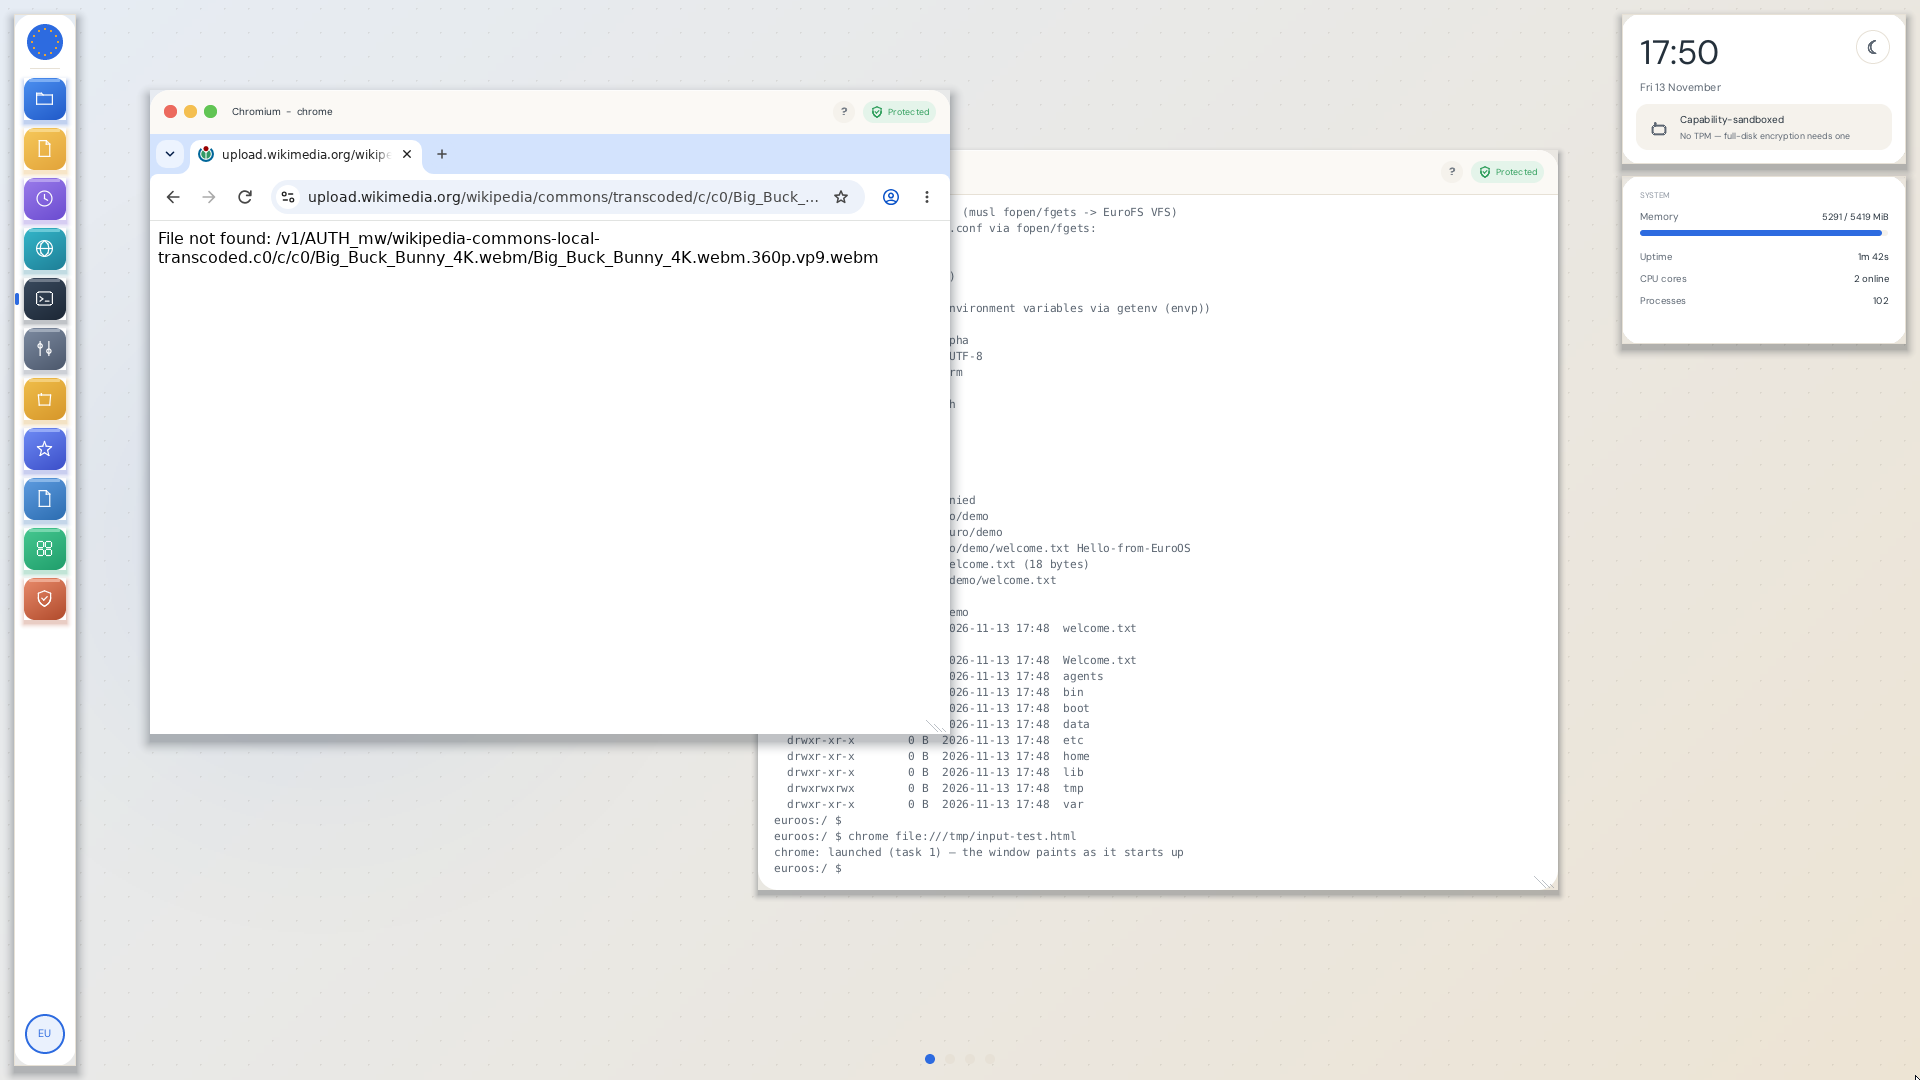 17:50
Fri 13 November
Capability-sandboxed
No TPM — full-disk encryption needs one
SYSTEM
Memory 5291 / 5419 MiB
Uptime 1m 42s
CPU cores 2 online
Processes 102
Chromium - chrome
?
Protected
upload.wikimedia.org/wikipe
upload.wikimedia.org/wikipedia/commons/transcoded/c/c0/Big_Buck_...
File not found: /v1/AUTH_mw/wikipedia-commons-local-
transcoded.c0/c/c0/Big_Buck_Bunny_4K.webm/Big_Buck_Bunny_4K.webm.360p.vp9.webm
?
Protected
(musl fopen/fgets -> EuroFS VFS)
.conf via fopen/fgets:
)
nvironment variables via getenv (envp))
pha
UTF-8
rm
h
nied
o/demo
uro/demo
o/demo/welcome.txt Hello-from-EuroOS
elcome.txt (18 bytes)
demo/welcome.txt
emo
026-11-13 17:48 welcome.txt
026-11-13 17:48 Welcome.txt
026-11-13 17:48 agents
026-11-13 17:48 bin
026-11-13 17:48 boot
026-11-13 17:48 data
drwxr-xr-x 0 B 2026-11-13 17:48 etc
drwxr-xr-x 0 B 2026-11-13 17:48 home
drwxr-xr-x 0 B 2026-11-13 17:48 lib
drwxrwxrwx 0 B 2026-11-13 17:48 tmp
drwxr-xr-x 0 B 2026-11-13 17:48 var
euroos:/ $
euroos:/ $ chrome file:///tmp/input-test.html
chrome: launched (task 1) — the window paints as it starts up
euroos:/ $
EU